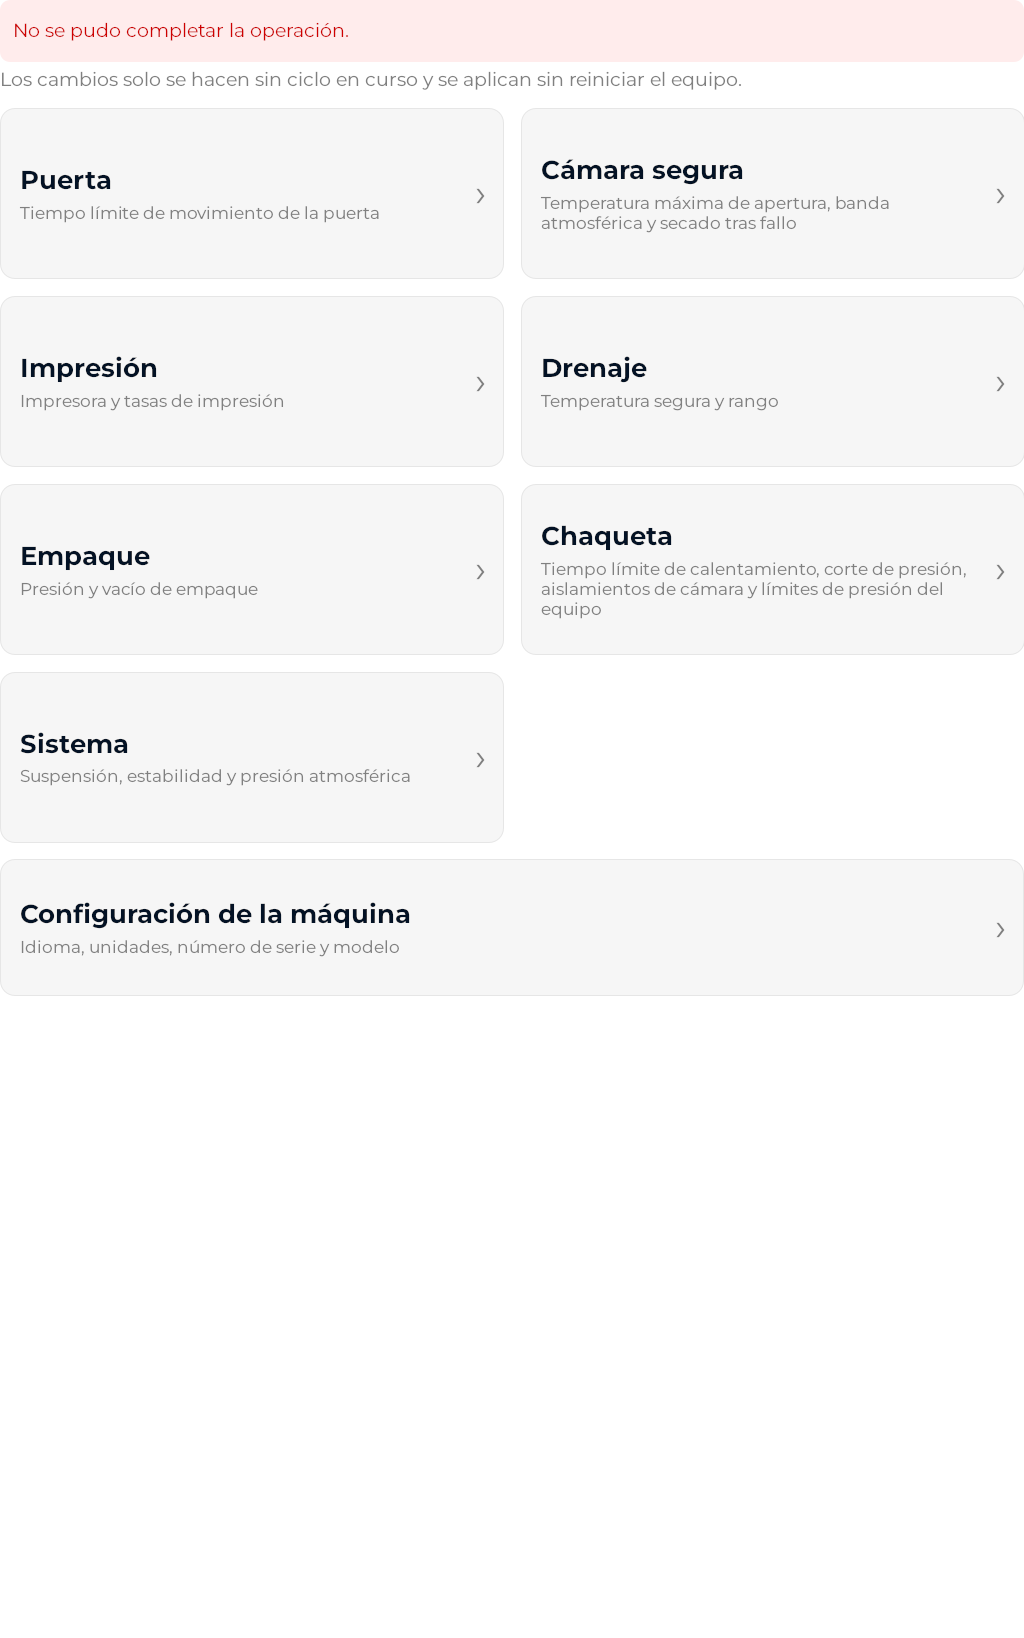 No se pudo completar la operación.
Los cambios solo se hacen sin ciclo en curso y se aplican sin reiniciar el equipo.
Puerta
Tiempo límite de movimiento de la puerta
Cámara segura
Temperatura máxima de apertura, banda
atmosférica y secado tras fallo
Impresión
Impresora y tasas de impresión
Drenaje
Temperatura segura y rango
Empaque
Presión y vacío de empaque
Chaqueta
Tiempo límite de calentamiento, corte de presión,
aislamientos de cámara y límites de presión del
equipo
Sistema
Suspensión, estabilidad y presión atmosférica
Configuración de la máquina
Idioma, unidades, número de serie y modelo